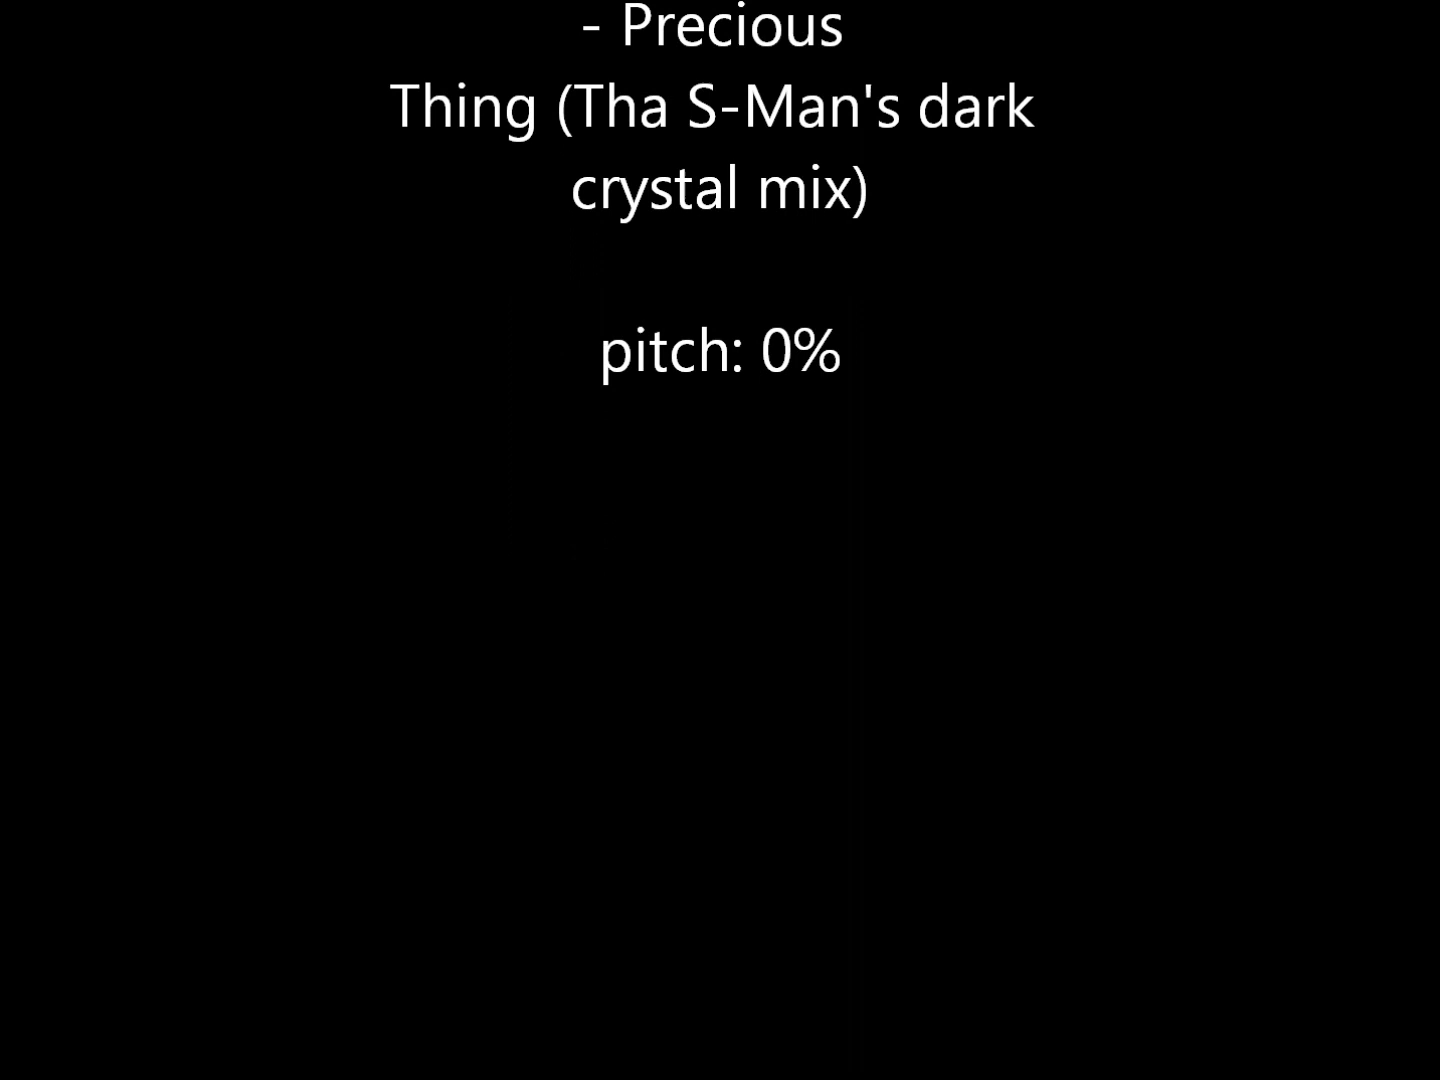 - Precious
Thing (Tha S-Man's dark
crystal mix)
pitch: 0%